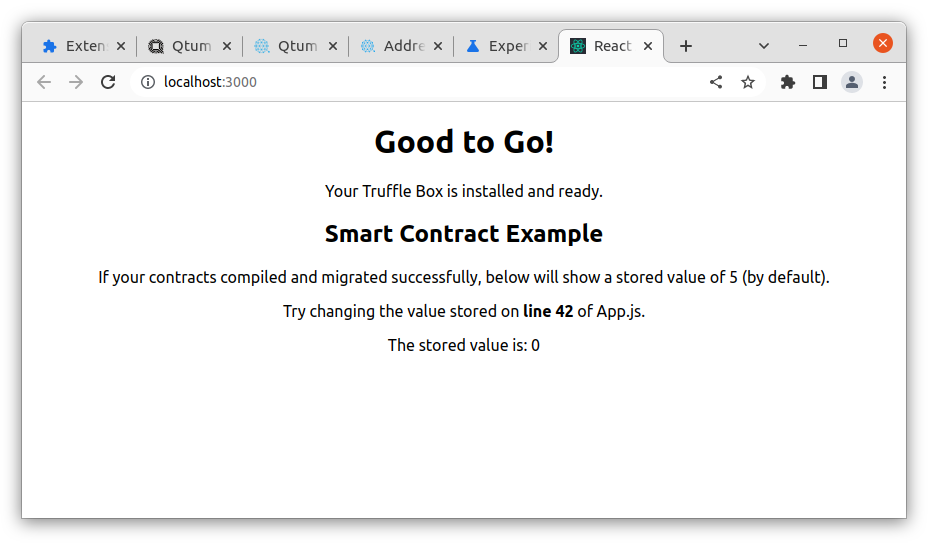 Exten
Qtum
Qtum
Addre
Exper
React
localhost:3000
Good to Go!
Your Truffle Box is installed and ready.
Smart Contract Example
If your contracts compiled and migrated successfully, below will show a stored value of 5 (by default).
Try changing the value stored on line 42 of App.js.
The stored value is: 0